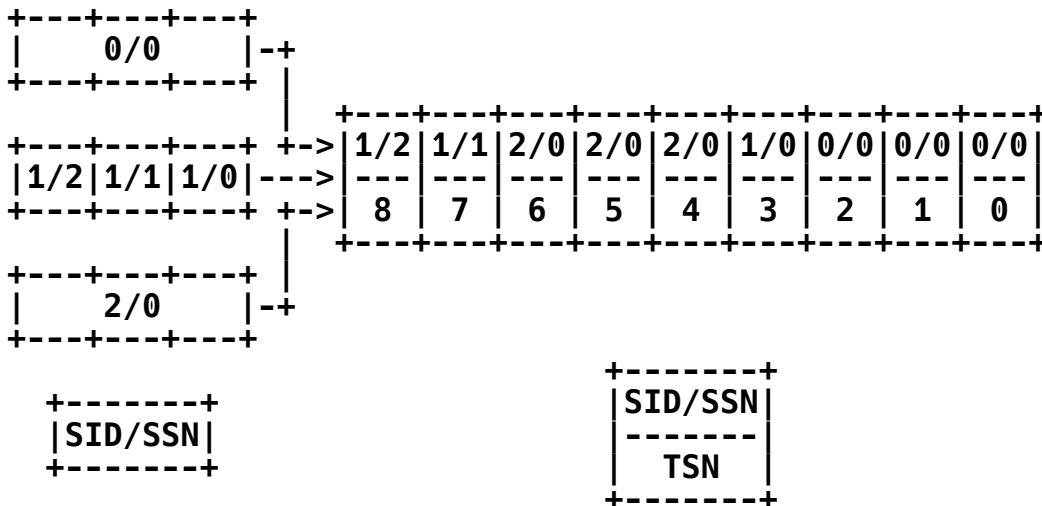 +---+---+---+
|    0/0    |-+
+---+---+---+ |
              |  +---+---+---+---+---+---+---+---+---+
+---+---+---+ +->|1/2|1/1|2/0|2/0|2/0|1/0|0/0|0/0|0/0|
|1/2|1/1|1/0|--->|---|---|---|---|---|---|---|---|---|
+---+---+---+ +->| 8 | 7 | 6 | 5 | 4 | 3 | 2 | 1 | 0 |
              |  +---+---+---+---+---+---+---+---+---+
+---+---+---+ |
|    2/0    |-+
+---+---+---+
                               +-------+
  +-------+                    |SID/SSN|
  |SID/SSN|                    |-------|
  +-------+                    |  TSN  |
                               +-------+